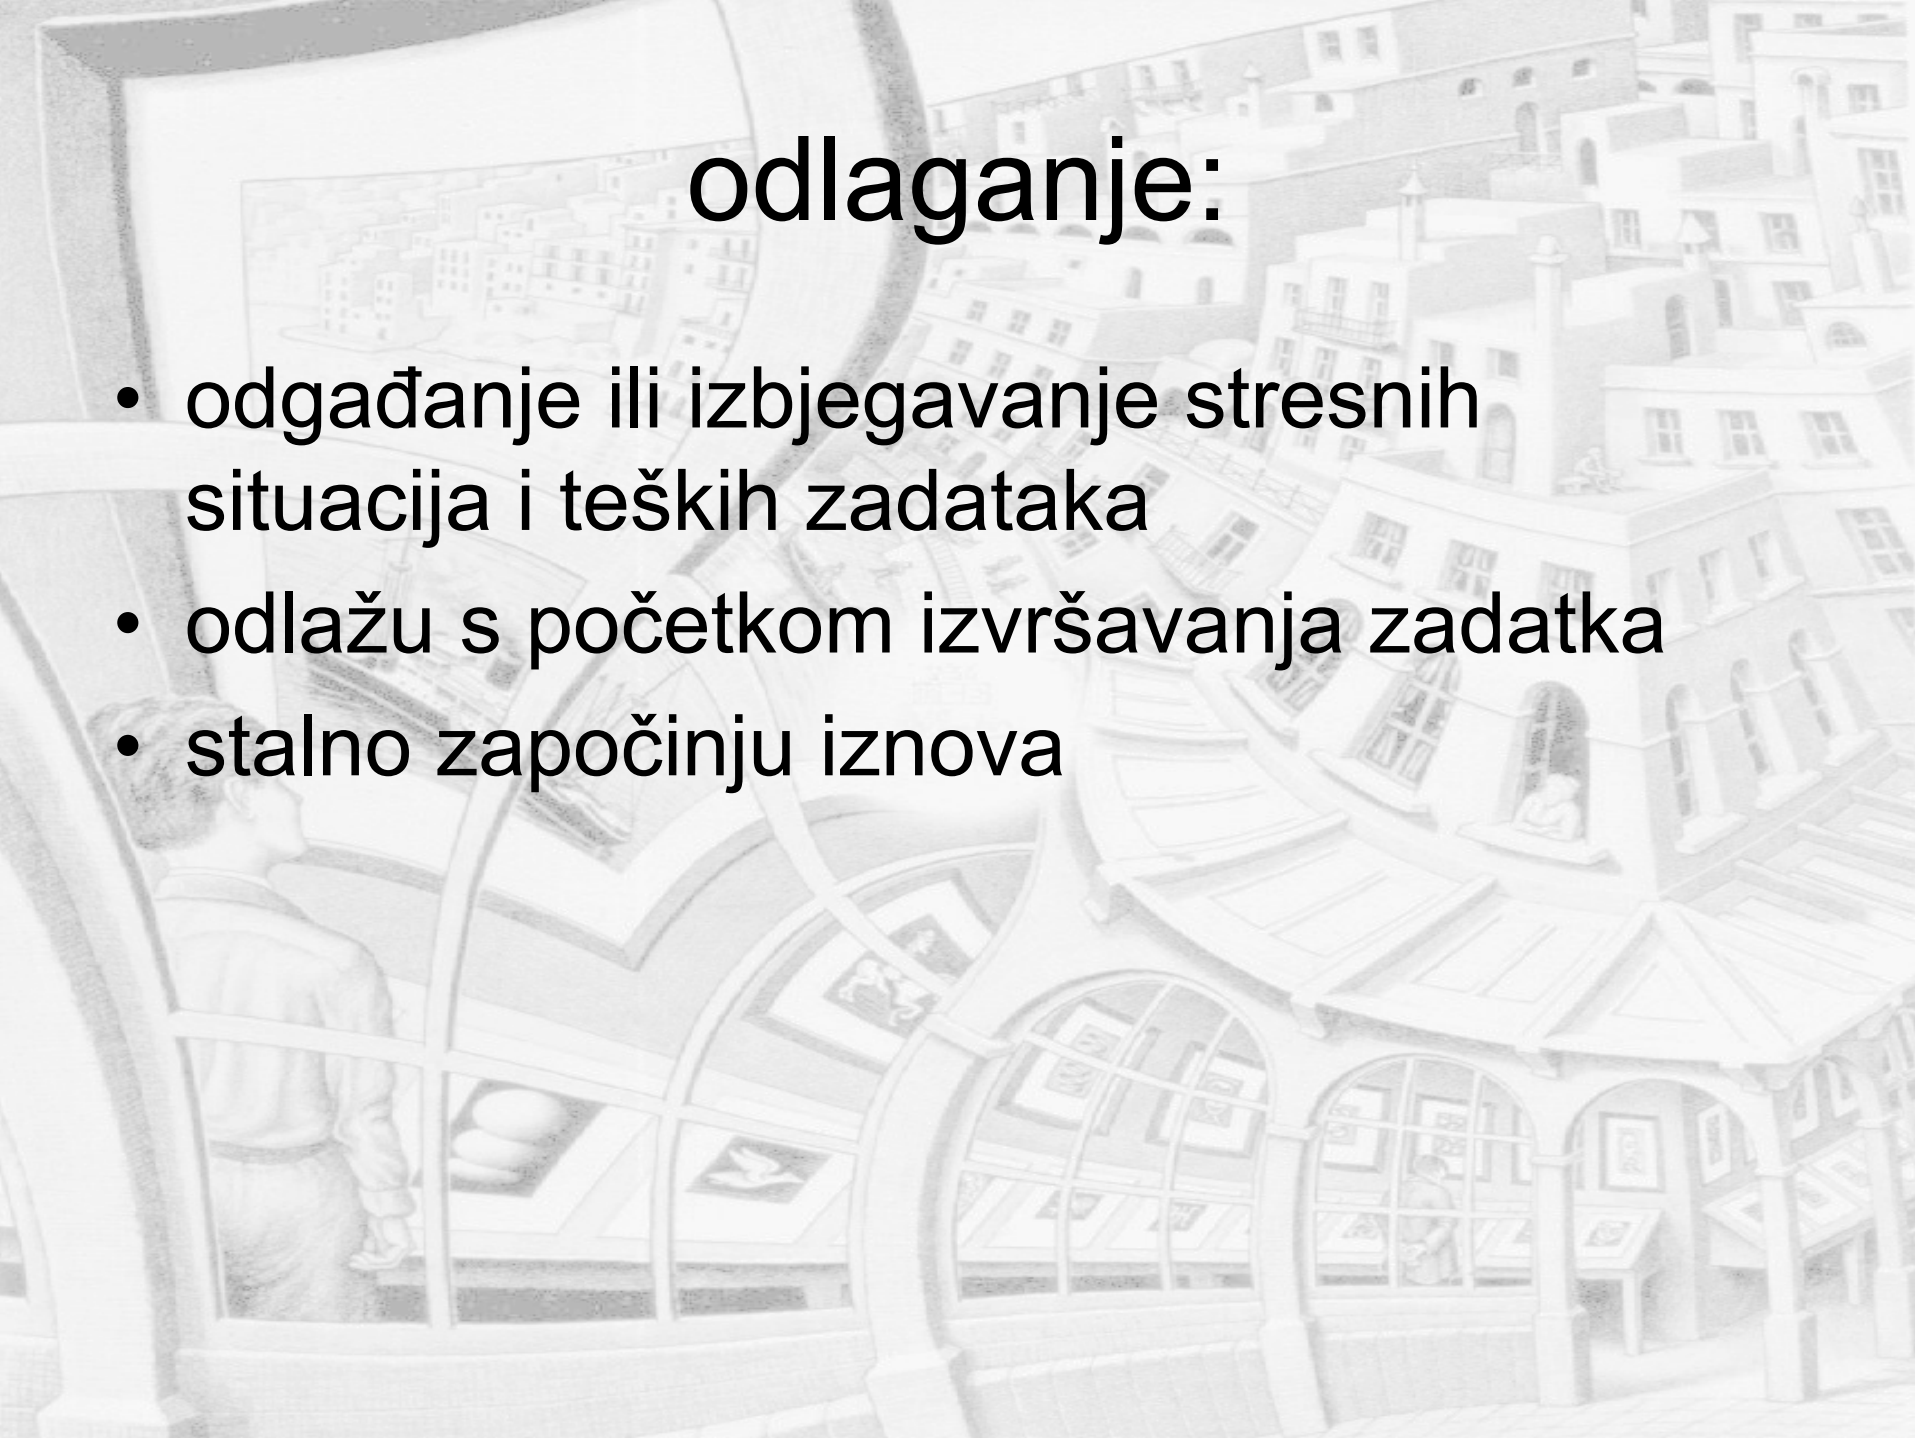 odlaganje:
• odgađanje ili izbjegavanje stresnih
situacija i teških zadataka
• odlažu s početkom izvršavanja zadatka
• stalno započinju iznova